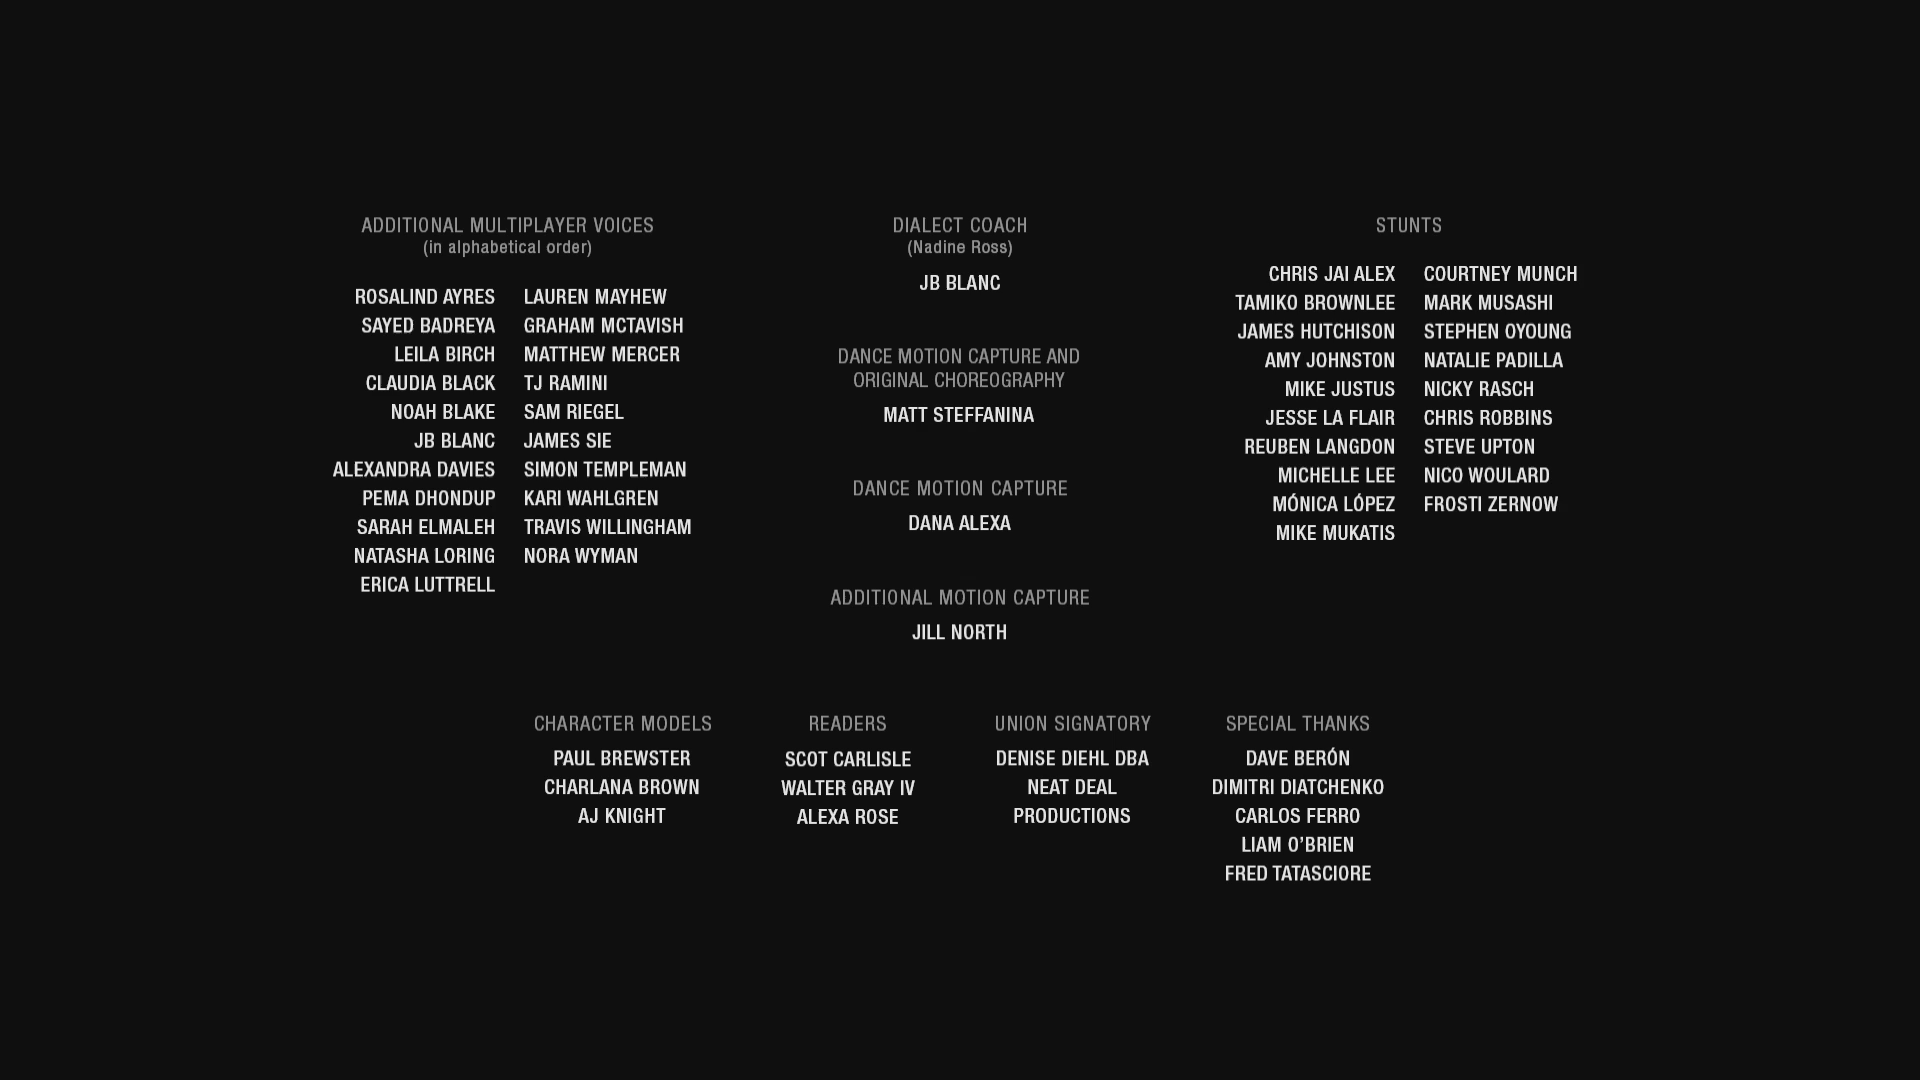 ADDITIONAL MULTIPLAYER VOICES
(in alphabetical order)
ROSALIND AYRES
SAYED BADREYA
LEILA BIRCH
CLAUDIA BLACK
NOAH BLAKE
JB BLANC
ALEXANDRA DAVIES
PEMA DHONDUP
SARAH ELMALEH
NATASHA LORING
ERICA LUTTRELL
LAUREN MAYHEW
GRAHAM MCTAVISH
MATTHEW MERCER
TJ RAMINI
SAM RIEGEL
JAMES SIE
SIMON TEMPLEMAN
KARI WAHLGREN
TRAVIS WILLINGHAM
NORA WYMAN
DIALECT COACH
(Nadine Ross)
JB BLANC
DANCE MOTION CAPTURE AND
ORIGINAL CHOREOGRAPHY
MATT STEFFANINA
DANCE MOTION CAPTURE
DANA ALEXA
ADDITIONAL MOTION CAPTURE
JILL NORTH
STUNTS
CHRIS JAI ALEX
TAMIKO BROWNLEE
JAMES HUTCHISON
AMY JOHNSTON
MIKE JUSTUS
JESSE LA FLAIR
REUBEN LANGDON
MICHELLE LEE
MÓNICA LÓPEZ
MIKE MUKATIS
COURTNEY MUNCH
MARK MUSASHI
STEPHEN OYOUNG
NATALIE PADILLA
NICKY RASCH
CHRIS ROBBINS
STEVE UPTON
NICO WOULARD
FROSTI ZERNOW
CHARACTER MODELS
PAUL BREWSTER
CHARLANA BROWN
AJ KNIGHT
READERS
SCOT CARLISLE
WALTER GRAY IV
ALEXA ROSE
UNION SIGNATORY
DENISE DIEHL DBA
NEAT DEAL
PRODUCTIONS
SPECIAL THANKS
DAVE BERÓN
DIMITRI DIATCHENKO
CARLOS FERRO
LIAM O’BRIEN
FRED TATASCIORE